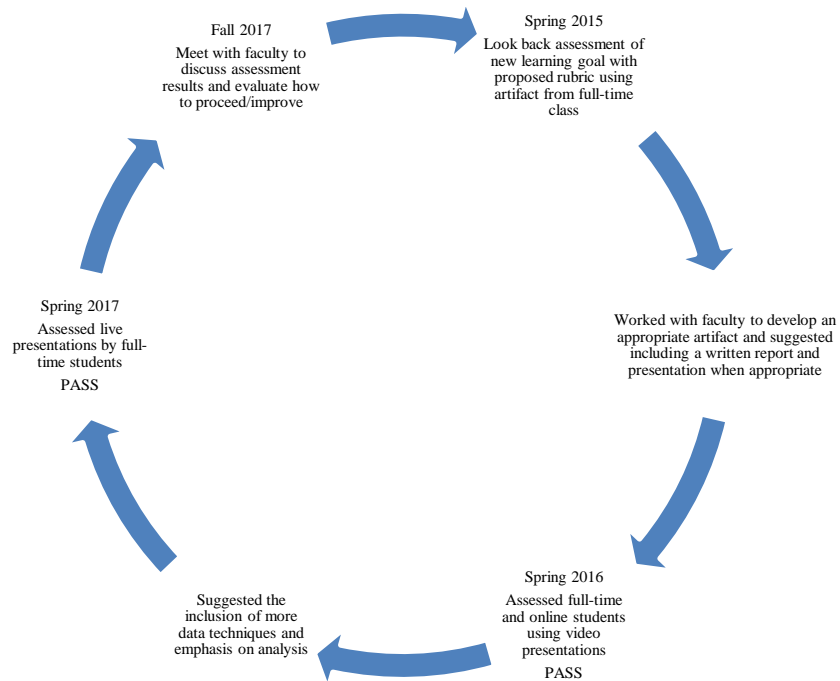 Fall 2017
Meet with faculty to
discuss assessment
results and evaluate how
to proceed/improve
Spring 2015
Look back assessment of
new learning goal with
proposed rubric using
artifact from full-time
class
Worked with faculty to develop an
appropriate artifact and suggested
including a written report and
presentation when appropriate
Spring 2016
Assessed full-time
and online students
using video
presentations
PASS
Suggested the
inclusion of more
data techniques and
emphasis on analysis
Spring 2017
Assessed live
presentations by full-
time students
PASS